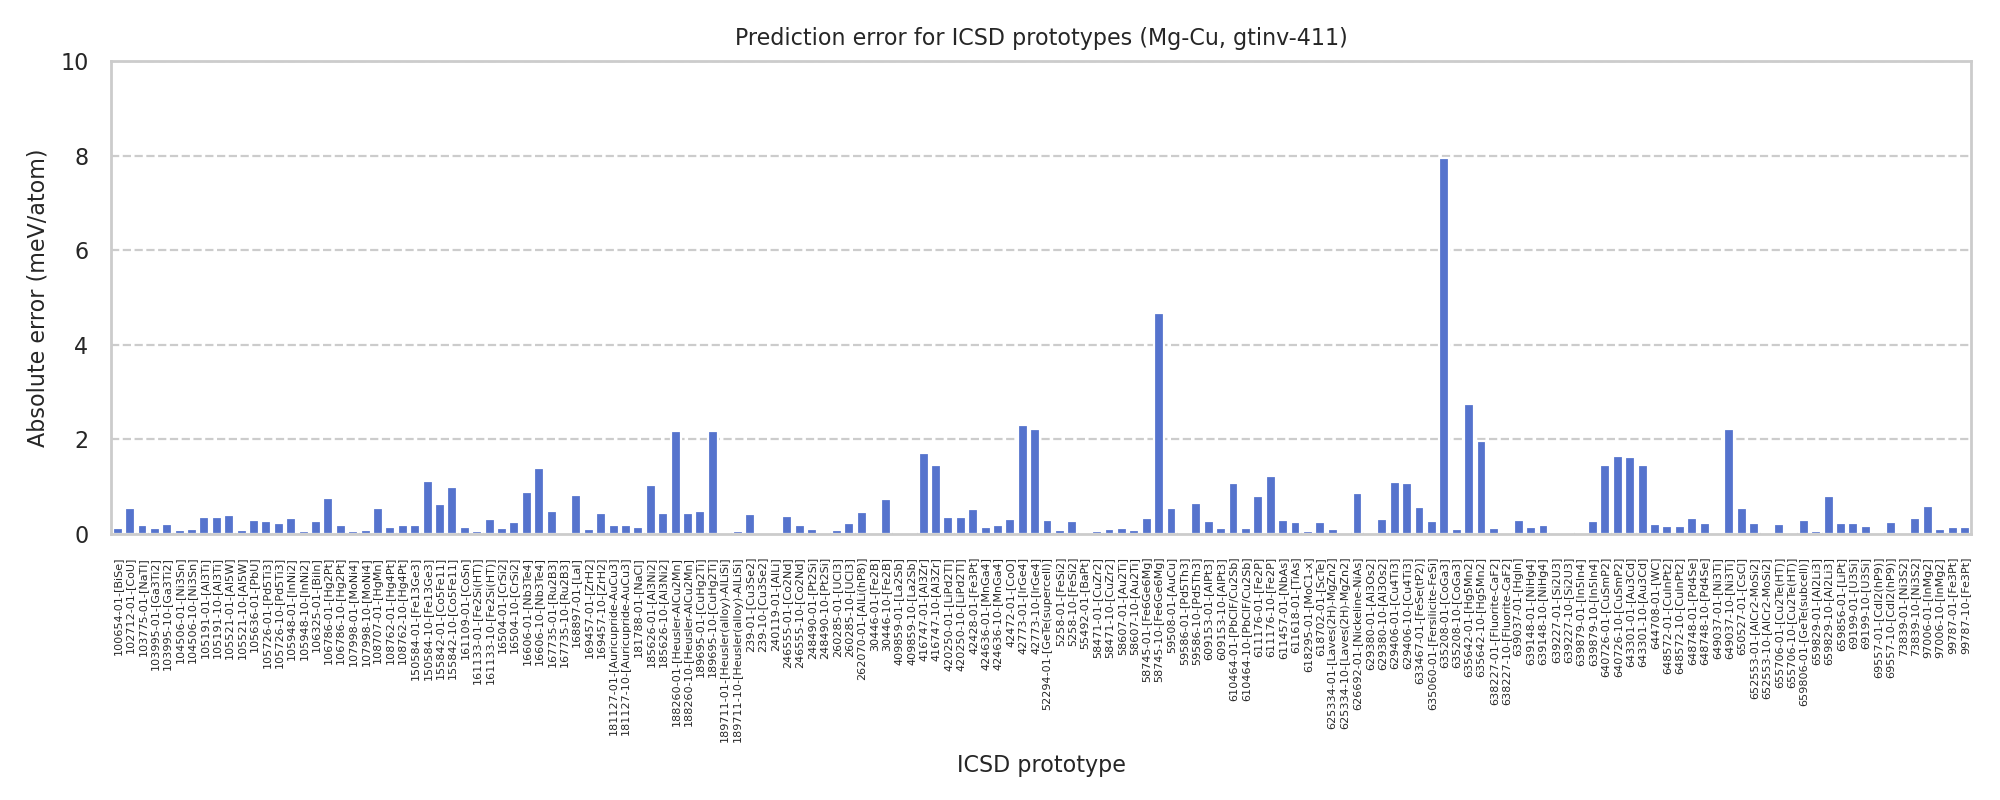 Prediction error for ICSD prototypes (Mg-Cu, gtinv-411)
Absolute error (meV/atom)
10
8
6
4
2
0
100654-01-[BiSe]
102712-01-[CoU]
103775-01-[NaTl]
103995-01-[Ga3Ti2]
103995-10-[Ga3Ti2]
104506-01-[Ni3Sn]
104506-10-[Ni3Sn]
105191-01-[Al3Ti]
105191-10-[Al3Ti]
105521-01-[Al5W]
105521-10-[Al5W]
105636-01-[PbU]
105726-01-[Pd5Ti3]
105726-10-[Pd5Ti3]
105948-01-[InNi2]
105948-10-[InNi2]
106325-01-[BiIn]
106786-01-[Hg2Pt]
106786-10-[Hg2Pt]
107998-01-[MoNi4]
107998-10-[MoNi4]
108707-01-[HgMn]
108762-01-[Hg4Pt]
108762-10-[Hg4Pt]
150584-01-[Fe13Ge3]
150584-10-[Fe13Ge3]
155842-01-[Co5Fe11]
155842-10-[Co5Fe11]
161109-01-[CoSn]
161133-01-[Fe2Si(HT)]
161133-10-[Fe2Si(HT)]
16504-01-[CrSi2]
16504-10-[CrSi2]
16606-01-[Nb3Te4]
16606-10-[Nb3Te4]
167735-01-[Ru2B3]
167735-10-[Ru2B3]
168897-01-[LaI]
169457-01-[ZrH2]
169457-10-[ZrH2]
181127-01-[Auricupride-AuCu3]
181127-10-[Auricupride-AuCu3]
181788-01-[NaCl]
185626-01-[Al3Ni2]
185626-10-[Al3Ni2]
188260-01-[Heusler-AlCu2Mn]
188260-10-[Heusler-AlCu2Mn]
189695-01-[CuHg2Ti]
189695-10-[CuHg2Ti]
189711-01-[Heusler(alloy)-AlLiSi]
189711-10-[Heusler(alloy)-AlLiSi]
239-01-[Cu3Se2]
239-10-[Cu3Se2]
240119-01-[AlLi]
246555-01-[Co2Nd]
246555-10-[Co2Nd]
248490-01-[Pt2Si]
248490-10-[Pt2Si]
260285-01-[UCl3]
260285-10-[UCl3]
262070-01-[AlLi(hP8)]
30446-01-[Fe2B]
30446-10-[Fe2B]
409859-01-[La2Sb]
409859-10-[La2Sb]
416747-01-[Al3Zr]
416747-10-[Al3Zr]
420250-01-[LiPd2Tl]
420250-10-[LiPd2Tl]
42428-01-[Fe3Pt]
424636-01-[MnGa4]
424636-10-[MnGa4]
42472-01-[CoO]
42773-01-[IrGe4]
42773-10-[IrGe4]
52294-01-[GeTe(supercell)]
5258-01-[FeSi2]
5258-10-[FeSi2]
55492-01-[BaPt]
58471-01-[CuZr2]
58471-10-[CuZr2]
58607-01-[Au2Ti]
58607-10-[Au2Ti]
58745-01-[Fe6Ge6Mg]
58745-10-[Fe6Ge6Mg]
59508-01-[AuCu]
59586-01-[Pd5Th3]
59586-10-[Pd5Th3]
609153-01-[AlPt3]
609153-10-[AlPt3]
610464-01-[PbClF/Cu2Sb]
610464-10-[PbClF/Cu2Sb]
611176-01-[Fe2P]
611176-10-[Fe2P]
611457-01-[NbAs]
611618-01-[TiAs]
618295-01-[MoC1-x]
618702-01-[ScTe]
625334-01-[Laves(2H)-MgZn2]
625334-10-[Laves(2H)-MgZn2]
626692-01-[Nickeline-NiAs]
629380-01-[Al3Os2]
629380-10-[Al3Os2]
629406-01-[Cu4Ti3]
629406-10-[Cu4Ti3]
633467-01-[FeSe(tP2)]
635060-01-[Fersilicite-FeSi]
635208-01-[CoGa3]
635208-10-[CoGa3]
635642-01-[Hg5Mn2]
635642-10-[Hg5Mn2]
638227-01-[Fluorite-CaF2]
638227-10-[Fluorite-CaF2]
639037-01-[HgIn]
639148-01-[NiHg4]
639148-10-[NiHg4]
639227-01-[Si2U3]
639227-10-[Si2U3]
639879-01-[In5In4]
639879-10-[In5In4]
640726-01-[CuSmP2]
640726-10-[CuSmP2]
643301-01-[Au3Cd]
643301-10-[Au3Cd]
644708-01-[WC]
648572-01-[CuInPt2]
648572-10-[CuInPt2]
648748-01-[Pd4Se]
648748-10-[Pd4Se]
649037-01-[Ni3Ti]
649037-10-[Ni3Ti]
650527-01-[CsCl]
652553-01-[AlCr2-MoSi2]
652553-10-[AlCr2-MoSi2]
655706-01-[Cu2Te(HT)]
655706-10-[Cu2Te(HT)]
659806-01-[GeTe(subcell)]
659829-01-[Al2Li3]
659829-10-[Al2Li3]
659856-01-[LiPt]
69199-01-[U3Si]
69199-10-[U3Si]
69557-01-[CdI2(hP9)]
69557-10-[CdI2(hP9)]
73839-01-[Ni3S2]
73839-10-[Ni3S2]
97006-01-[InMg2]
97006-10-[InMg2]
99787-01-[Fe3Pt]
99787-10-[Fe3Pt]
ICSD prototype